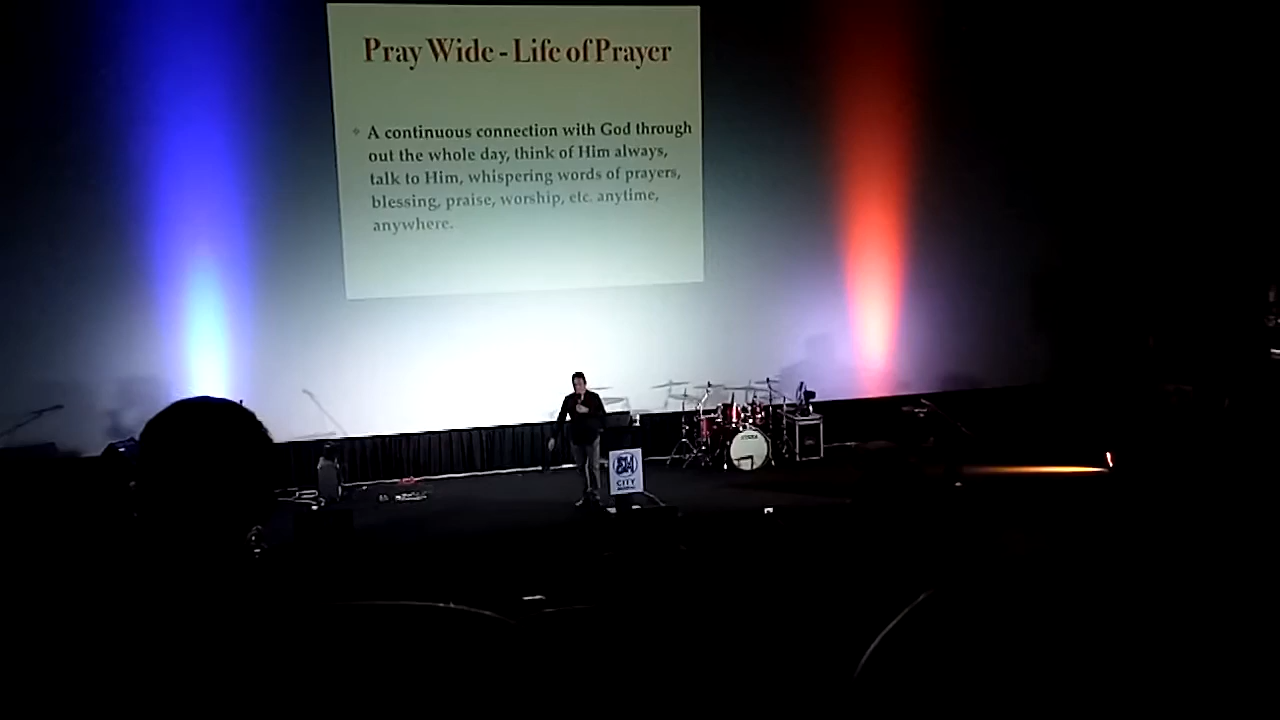 Pray Wide - Life of Prayer
A continuous connection with God through
out the whole day, think of Him always,
talk to Him, whispering words of prayers,
blessing, praise, worship, etc. anytime,
anywhere.
SM
CITY